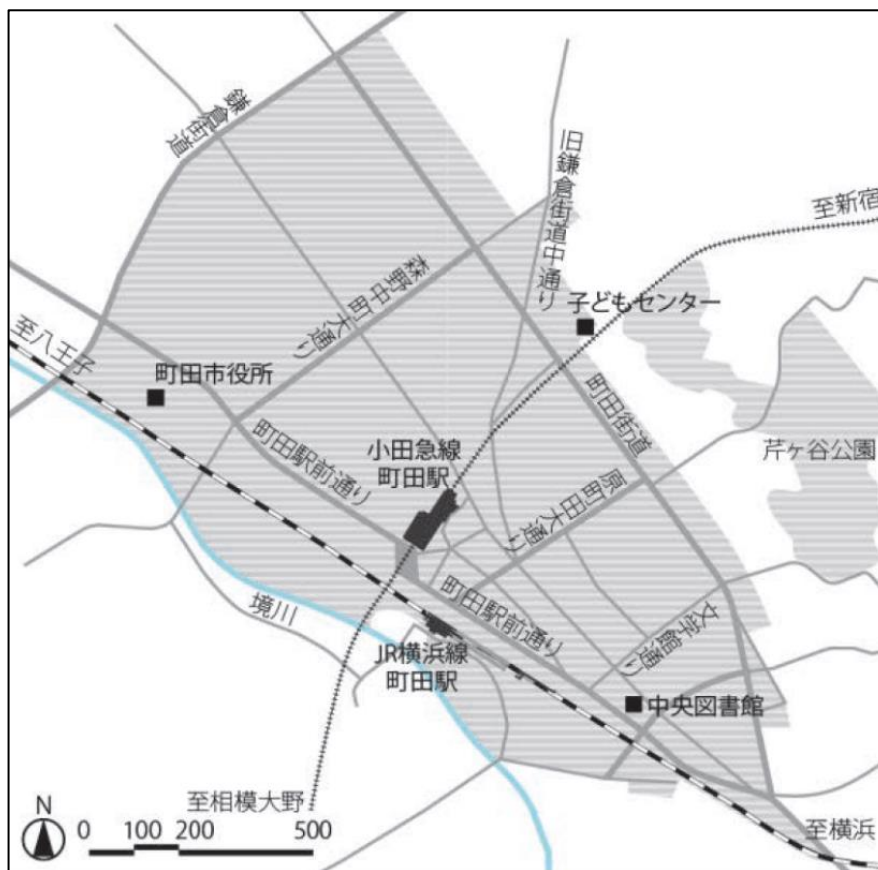 鎌倉街道
旧鎌倉街道中通り
至新宿
森野中町大通り
子どもセンター
至八王子
町田市役所
町田街道
町田駅前通り
小田急線
町田駅
芹ヶ谷公園
原町田大通り
境川
町田駅前通り
文学館通り
JR横浜線
町田駅
中央図書館
至相模大野
至横浜
N
0 100 200 500